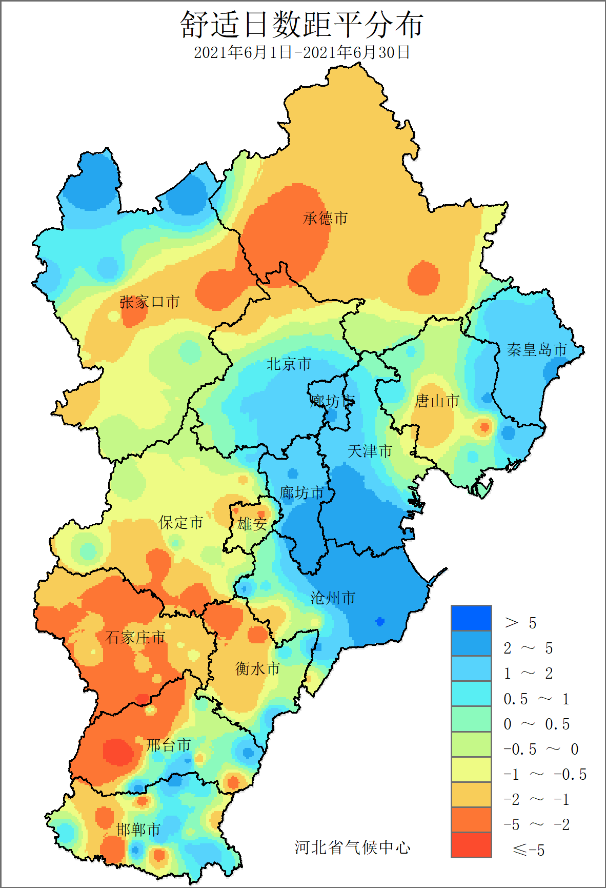 舒适日数距平分布
2021年6月1日-2021年6月30日
承德市
张家口市
秦皇岛市
北京市
廊坊市
唐山市
天津市
廊坊市
保定市
雄安
沧州市
石家庄市
衡水市
邢台市
邯郸市
> 5
2 ~ 5
1 ~ 2
0.5 ~ 1
0 ~ 0.5
-0.5 ~ 0
-1 ~ -0.5
-2 ~ -1
-5 ~ -2
≤-5
河北省气候中心